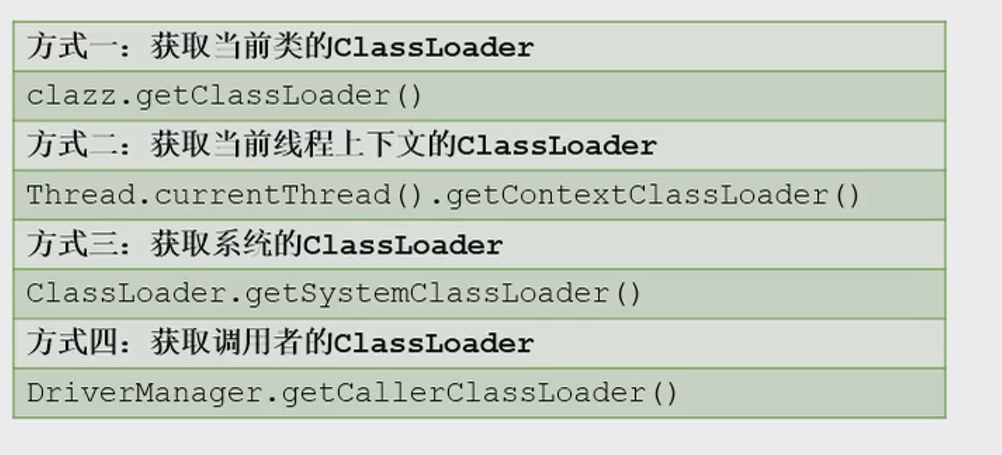 方式一：获取当前类的ClassLoader
clazz.getClassLoader()
方式二：获取当前线程上下文的ClassLoader
Thread.currentThread().getContextClassLoader()
方式三：获取系统的ClassLoader
ClassLoader.getSystemClassLoader()
方式四：获取调用者的ClassLoader
DriverManager.getCallerClassLoader()